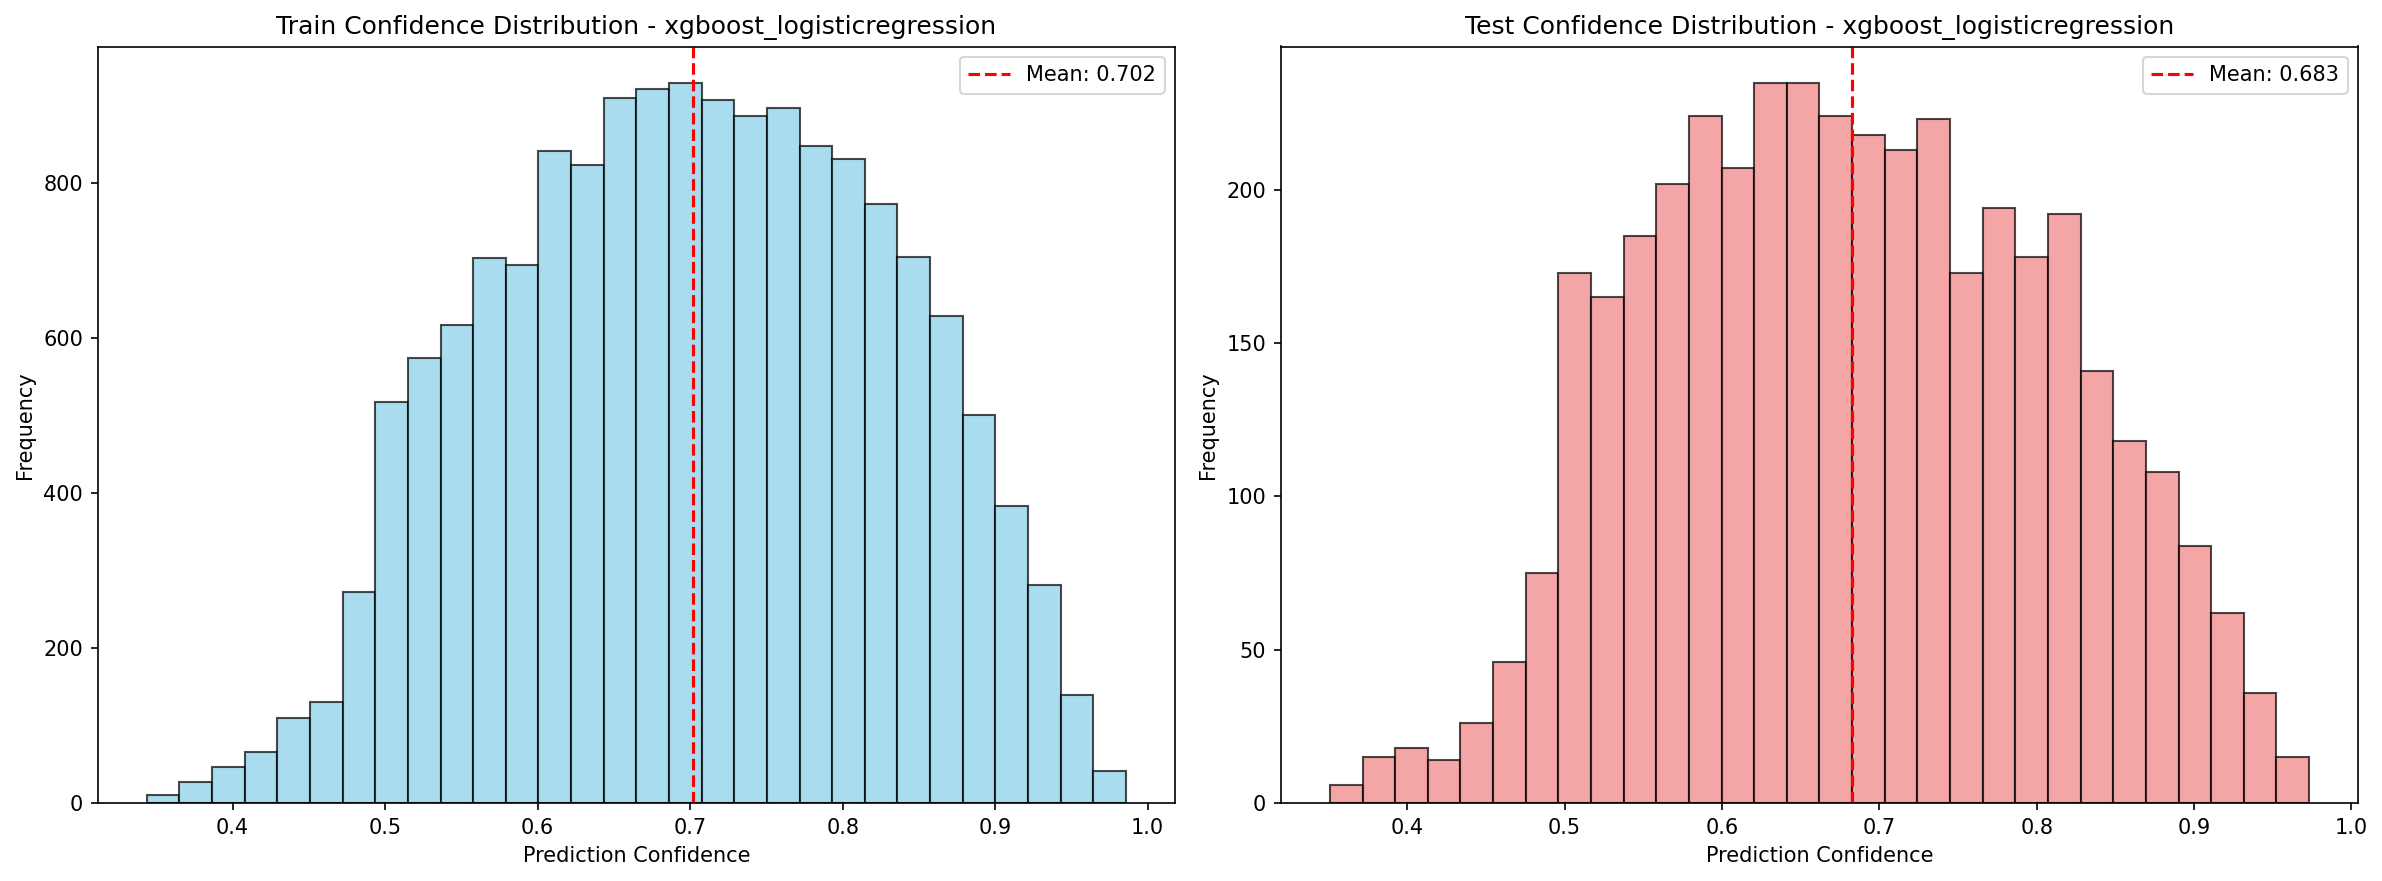 Train Confidence Distribution - xgboost_logisticregression
Mean: 0.702
Frequency
800
600
400
200
0
0.4 0.5 0.6 0.7 0.8 0.9 1.0
Prediction Confidence
Test Confidence Distribution - xgboost_logisticregression
Mean: 0.683
Frequency
200
150
100
50
0
0.4 0.5 0.6 0.7 0.8 0.9 1.0
Prediction Confidence